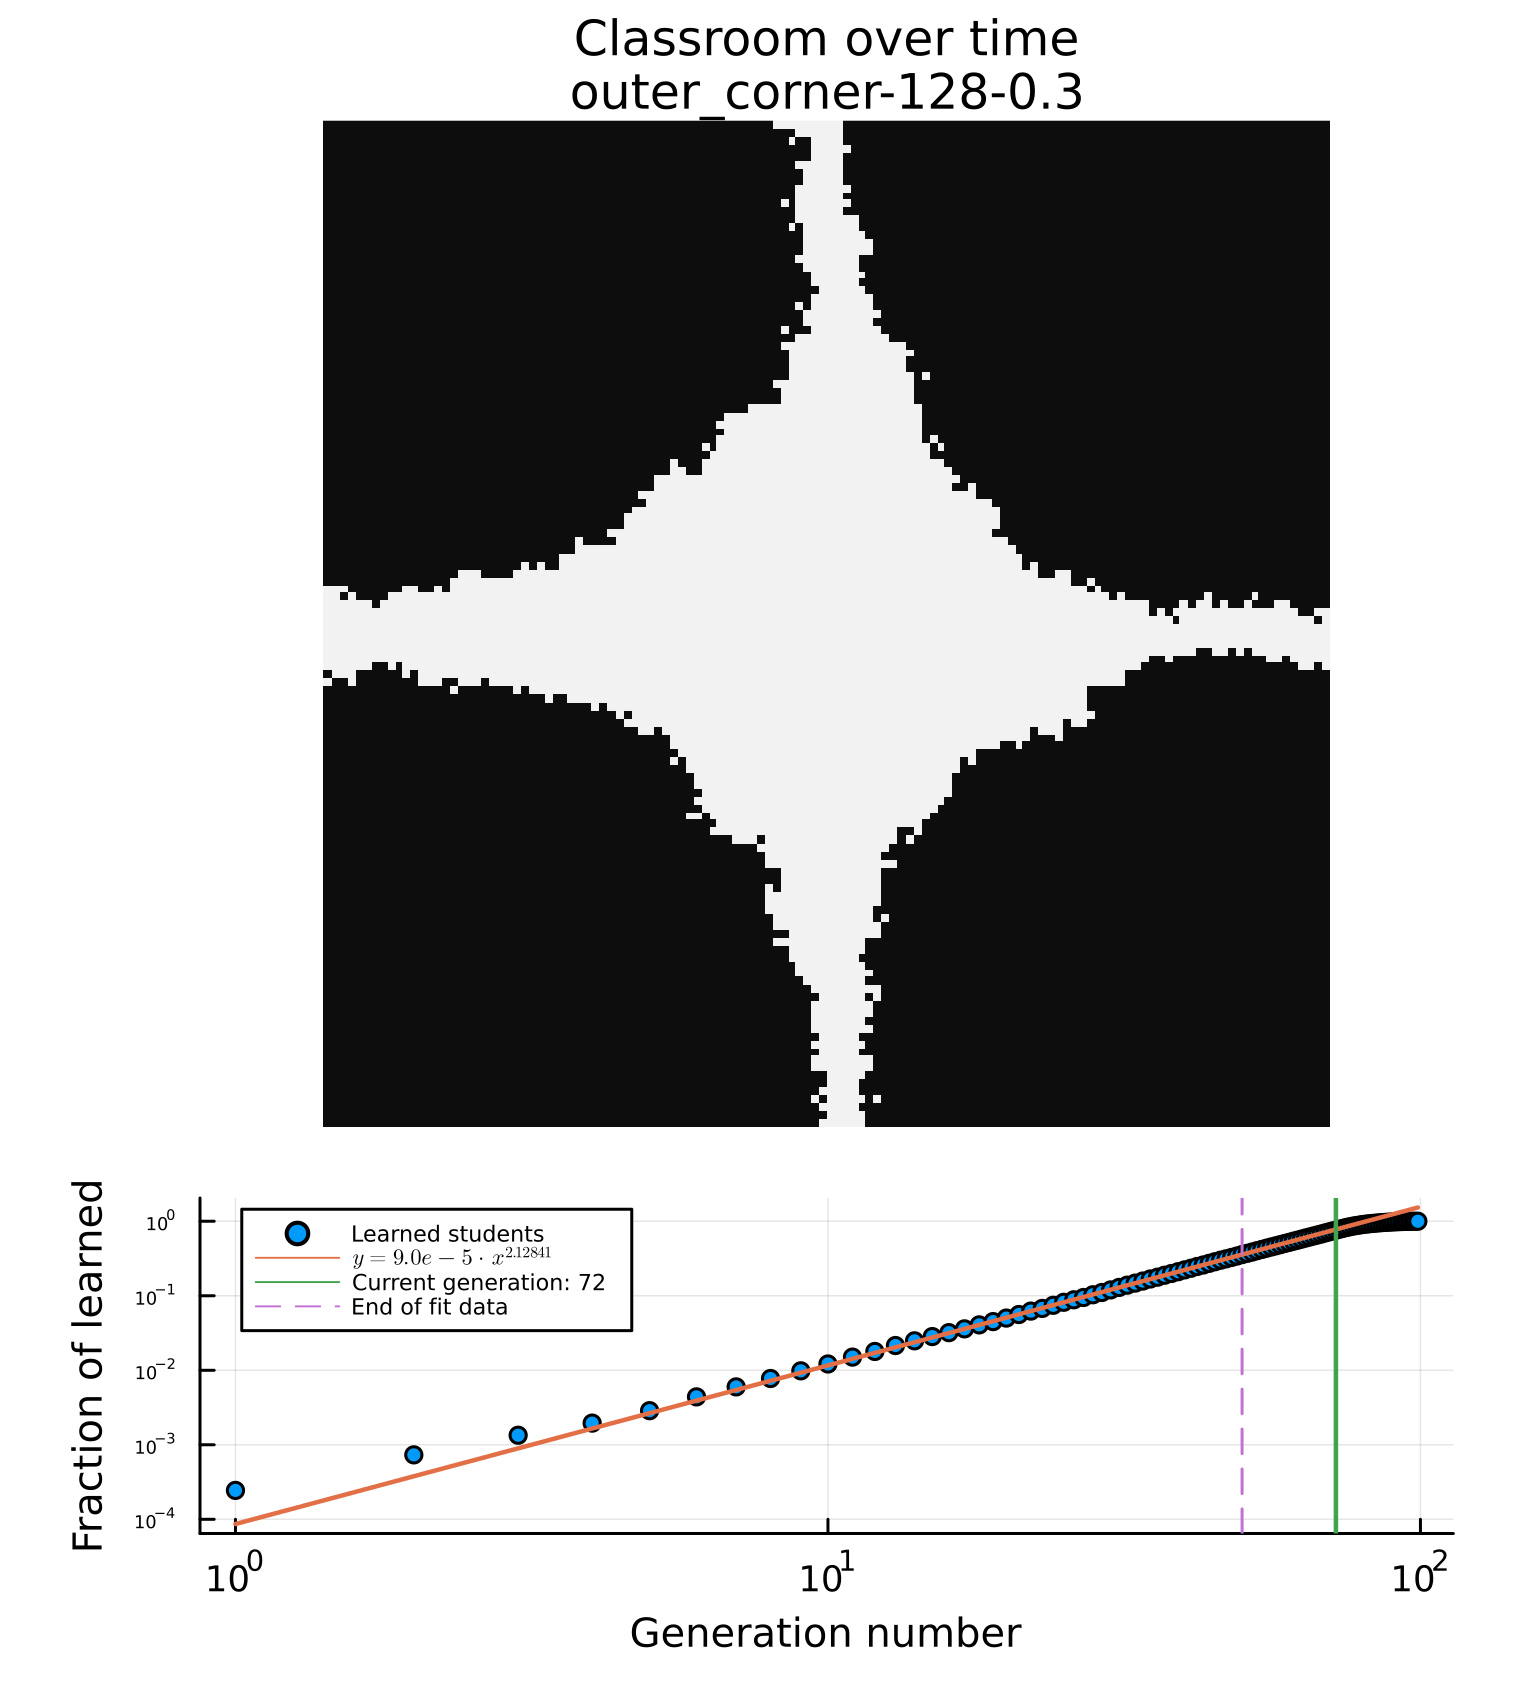 Classroom over time
outer_corner-128-0.3
Fraction of learned
10⁰
10⁻¹
10⁻²
10⁻³
10⁻⁴
Learned students
y = 9.0e − 5 · x^2.12841
Current generation: 72
End of fit data
10⁰ 10¹ 10²
Generation number